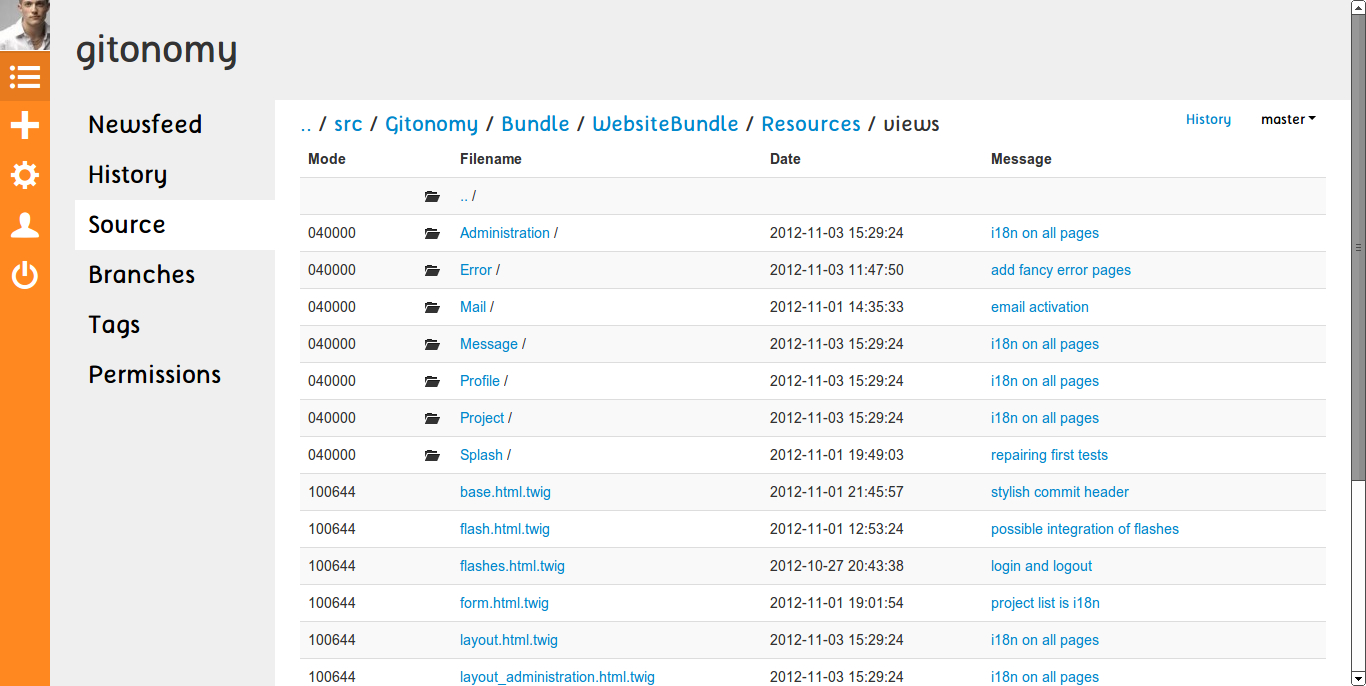 gitonomy
Newsfeed
History
Source
Branches
Tags
Permissions
.. / src / Gitonomy / Bundle / WebsiteBundle / Resources / views
History master
Mode Filename Date Message
.. /
040000 Administration / 2012-11-03 15:29:24 i18n on all pages
040000 Error / 2012-11-03 11:47:50 add fancy error pages
040000 Mail / 2012-11-01 14:35:33 email activation
040000 Message / 2012-11-03 15:29:24 i18n on all pages
040000 Profile / 2012-11-03 15:29:24 i18n on all pages
040000 Project / 2012-11-03 15:29:24 i18n on all pages
040000 Splash / 2012-11-01 19:49:03 repairing first tests
100644 base.html.twig 2012-11-01 21:45:57 stylish commit header
100644 flash.html.twig 2012-11-01 12:53:24 possible integration of flashes
100644 flashes.html.twig 2012-10-27 20:43:38 login and logout
100644 form.html.twig 2012-11-01 19:01:54 project list is i18n
100644 layout.html.twig 2012-11-03 15:29:24 i18n on all pages
100644 layout_administration.html.twig 2012-11-03 15:29:24 i18n on all pages